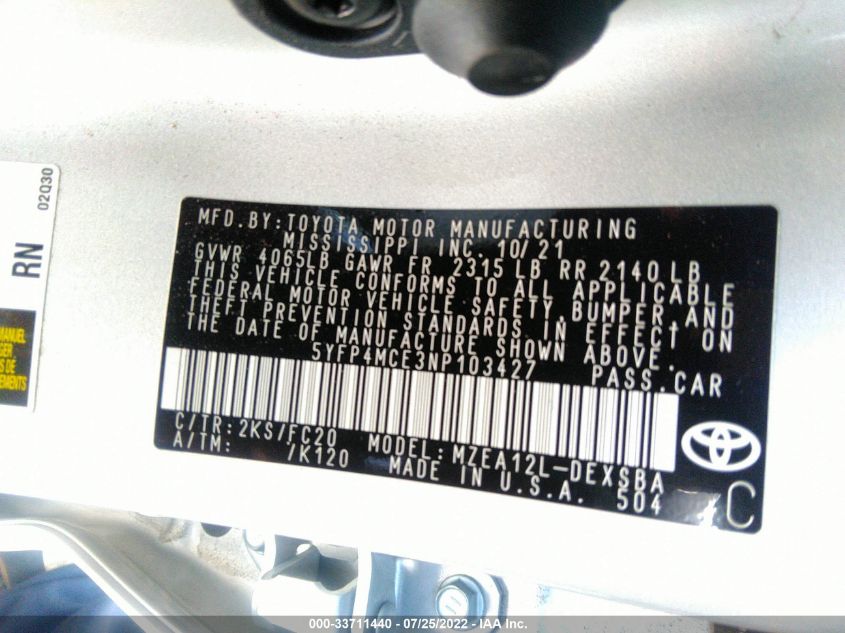 02Q30
RN
MANUEL
MFD. BY: TOYOTA MOTOR MANUFACTURING
MISSISSIPPI INC. 10/21
GVWR 4065LB GAWR FR 2315 LB RR 2140 LB
THIS VEHICLE CONFORMS TO ALL APPLICABLE
FEDERAL MOTOR VEHICLE SAFETY, BUMPER, AND
THEFT PREVENTION STANDARDS IN EFFECT ON
THE DATE OF MANUFACTURE SHOWN ABOVE.
5YFP4MCE3NP103427 PASS. CAR
C/TR: 2KS/FC20 MODEL: MZEA12L-DEXSBA
A/TM: /K120 MADE IN U.S.A. 504
C
000-33711440 - 07/25/2022 - IAA Inc.